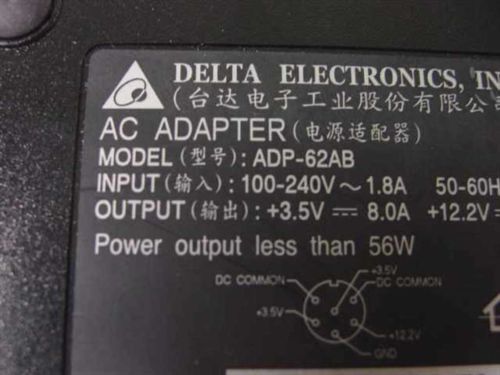 DELTA ELECTRONICS, IN
(台达电子工业股份有限公
AC ADAPTER (电源适配器)
MODEL (型号): ADP-62AB
INPUT (输入): 100-240V ~ 1.8A 50-60H
OUTPUT (输出): +3.5V ⎓ 8.0A +12.2V
Power output less than 56W
+3.5V
DC COMMON
DC COMMON
+3.5V
+12.2V
GND